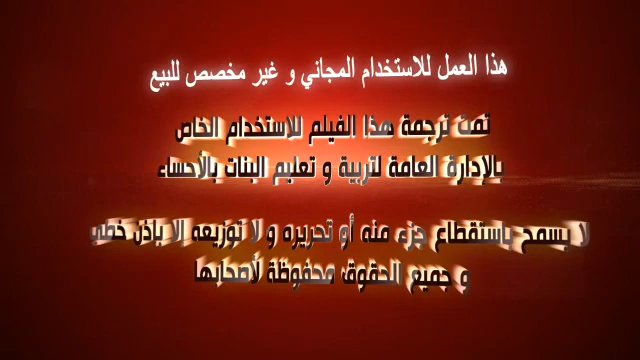 هذا العمل للاستخدام المجاني و غير مخصص للبيع
تمت ترجمة هذا الفيلم للإستخدام الخاص
بالإدارة العامة لتربية و تعليم البنات بالأحساء
لا يسمح باستقطاع جزء منه أو تحريره و لا توزيعه إلا بإذن خطي
و جميع الحقوق محفوظة لأصحابها